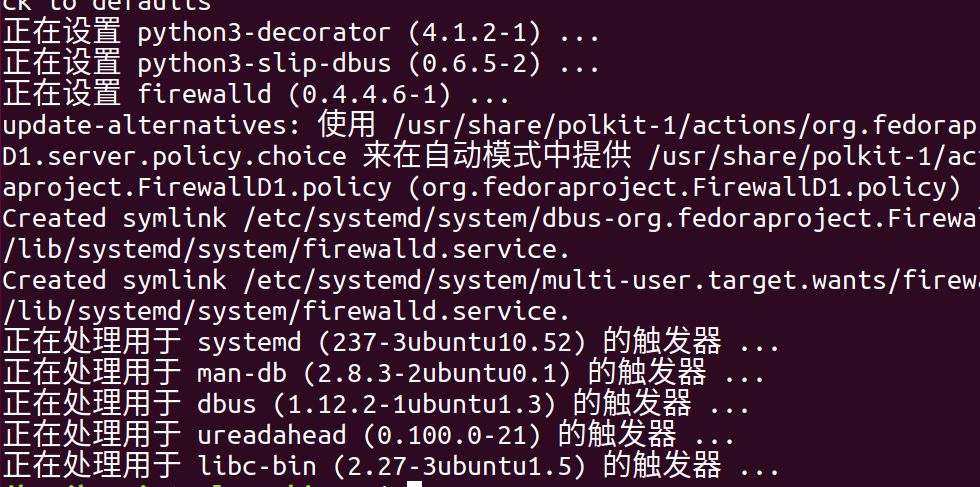 ck to defaults
正在设置 python3-decorator (4.1.2-1) ...
正在设置 python3-slip-dbus (0.6.5-2) ...
正在设置 firewalld (0.4.4.6-1) ...
update-alternatives: 使用 /usr/share/polkit-1/actions/org.fedorap
D1.server.policy.choice 来在自动模式中提供 /usr/share/polkit-1/act
aproject.FirewallD1.policy (org.fedoraproject.FirewallD1.policy)
Created symlink /etc/systemd/system/dbus-org.fedoraproject.Firewal
/lib/systemd/system/firewalld.service.
Created symlink /etc/systemd/system/multi-user.target.wants/firew
/lib/systemd/system/firewalld.service.
正在处理用于 systemd (237-3ubuntu10.52) 的触发器 ...
正在处理用于 man-db (2.8.3-2ubuntu0.1) 的触发器 ...
正在处理用于 dbus (1.12.2-1ubuntu1.3) 的触发器 ...
正在处理用于 ureadahead (0.100.0-21) 的触发器 ...
正在处理用于 libc-bin (2.27-3ubuntu1.5) 的触发器 ...